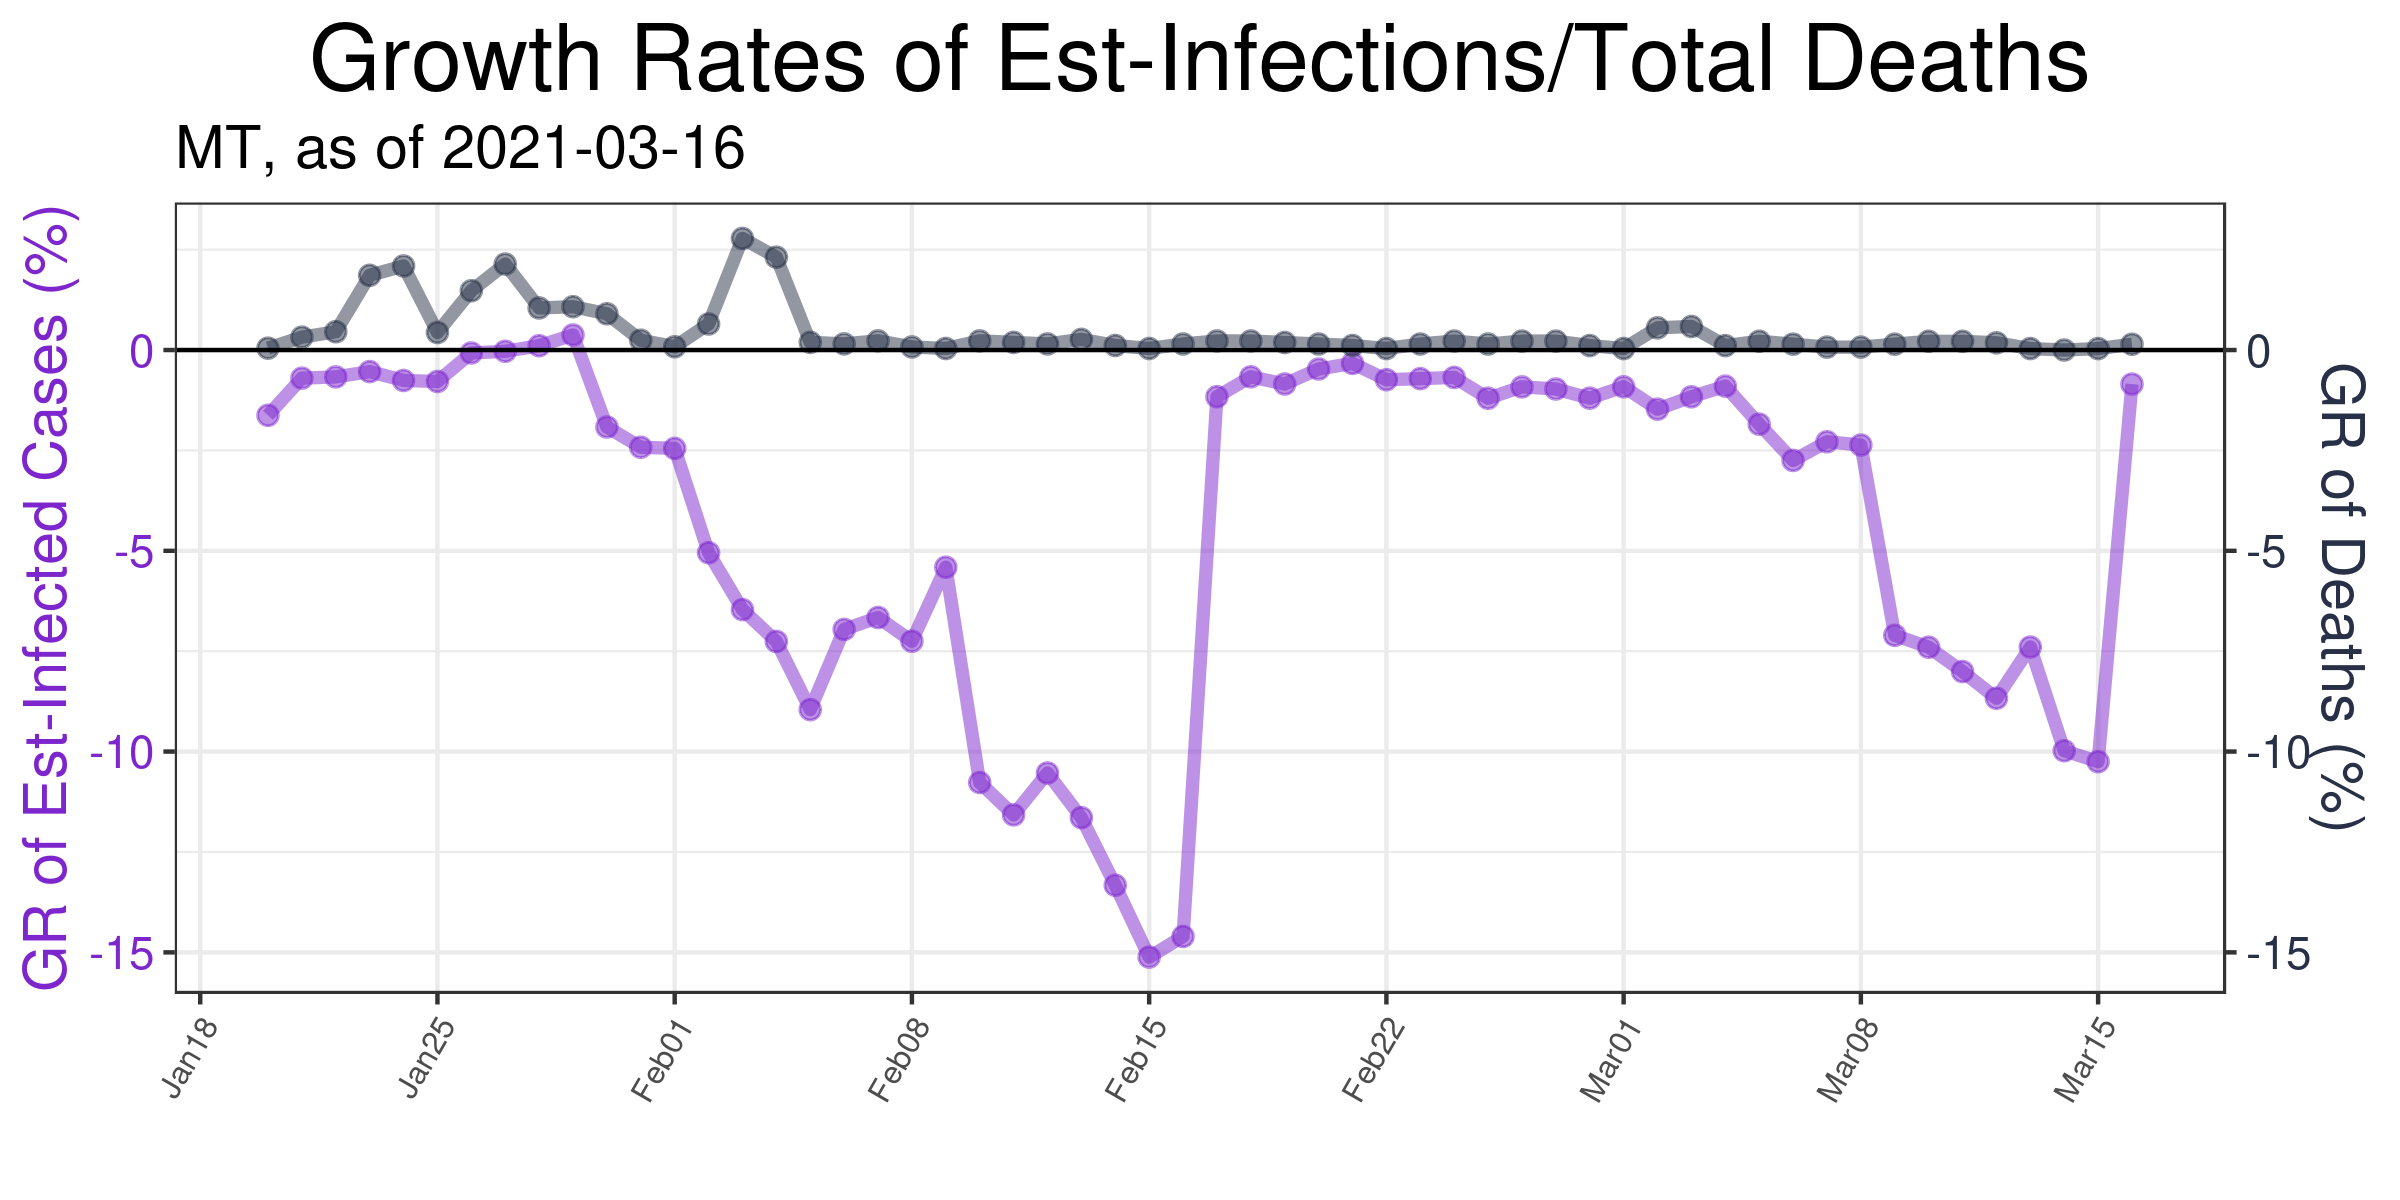 Growth Rates of Est-Infections/Total Deaths
MT, as of 2021-03-16
GR of Est-Infected Cases (%)
0
-5
-10
-15
0
-5
-10
-15
GR of Deaths (%)
Jan18
Jan25
Feb01
Feb08
Feb15
Feb22
Mar01
Mar08
Mar15